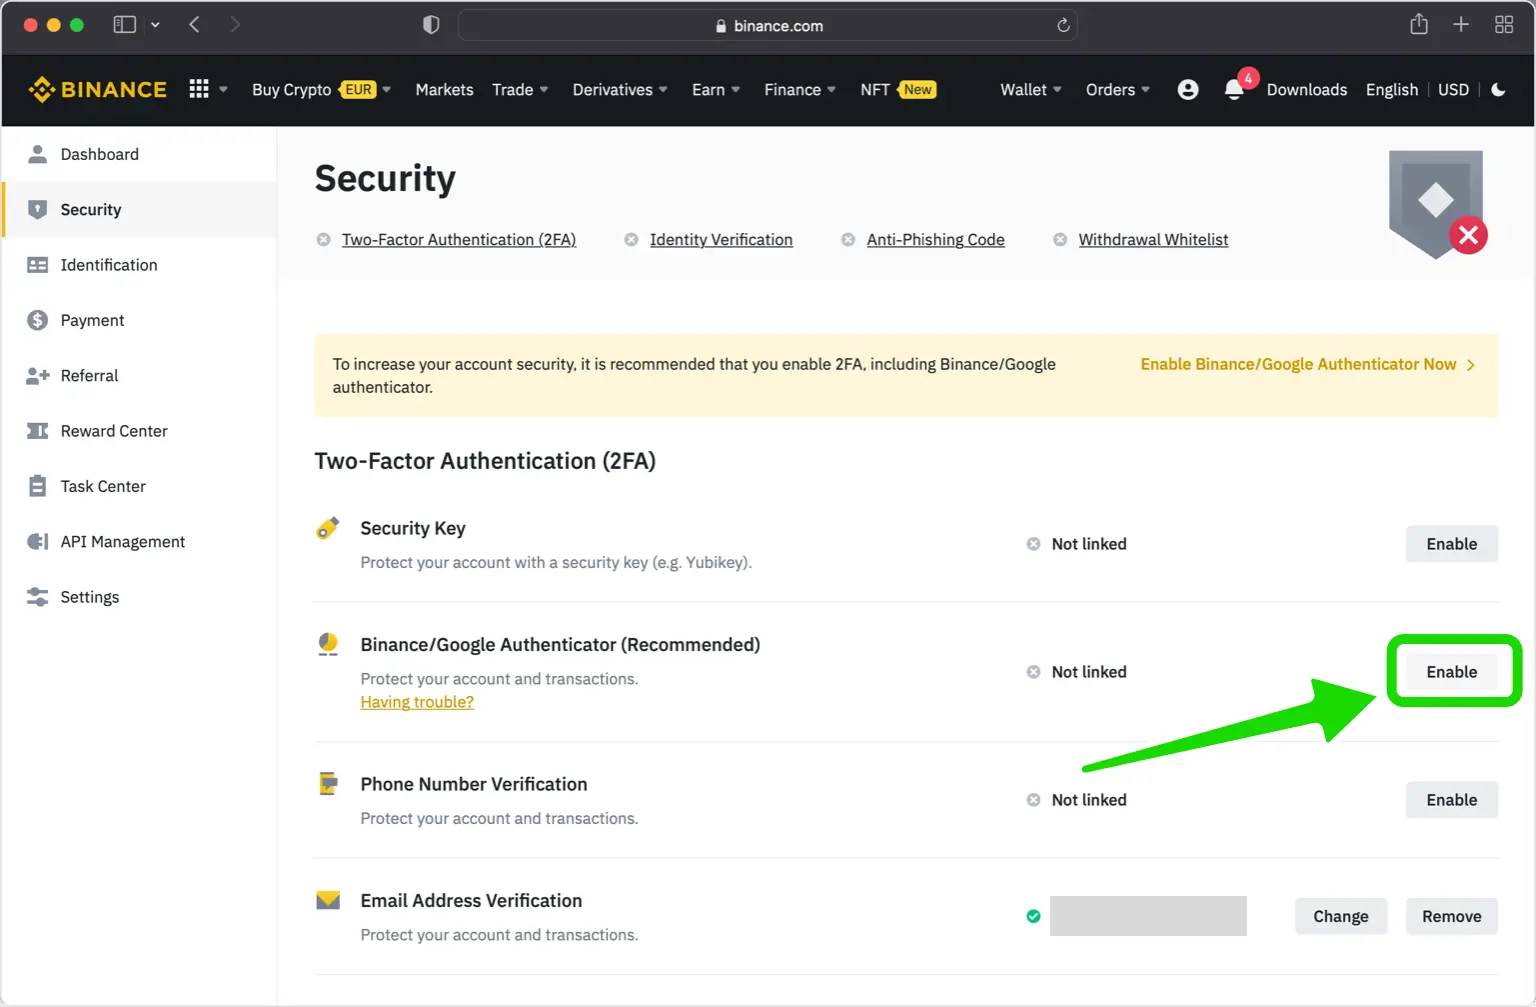 binance.com
BINANCE
Buy Crypto EUR Markets Trade Derivatives Earn Finance NFT New Wallet Orders 4 Downloads English USD
Dashboard
Security
Identification
Payment
Referral
Reward Center
Task Center
API Management
Settings
Security
Two-Factor Authentication (2FA) Identity Verification Anti-Phishing Code Withdrawal Whitelist
To increase your account security, it is recommended that you enable 2FA, including Binance/Google
authenticator.
Enable Binance/Google Authenticator Now
Two-Factor Authentication (2FA)
Security Key
Protect your account with a security key (e.g. Yubikey).
Not linked
Enable
Binance/Google Authenticator (Recommended)
Protect your account and transactions.
Having trouble?
Not linked
Enable
Phone Number Verification
Protect your account and transactions.
Not linked
Enable
Email Address Verification
Protect your account and transactions.
Change
Remove